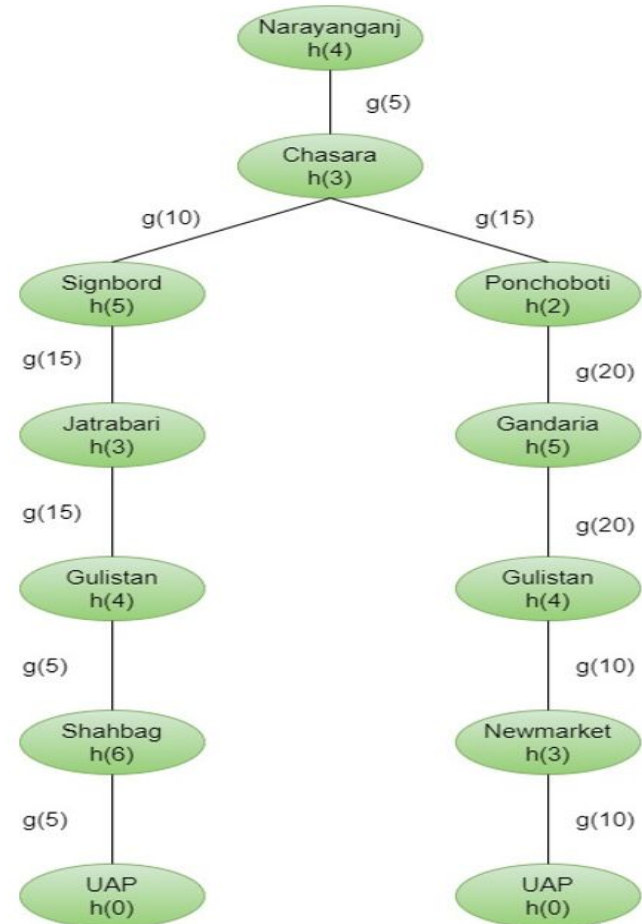 Narayanganj
h(4)
g(5)
Chasara
h(3)
g(10)
g(15)
Signbord
h(5)
Ponchoboti
h(2)
g(15)
g(20)
Jatrabari
h(3)
Gandaria
h(5)
g(15)
g(20)
Gulistan
h(4)
Gulistan
h(4)
g(5)
g(10)
Shahbag
h(6)
Newmarket
h(3)
g(5)
g(10)
UAP
h(0)
UAP
h(0)